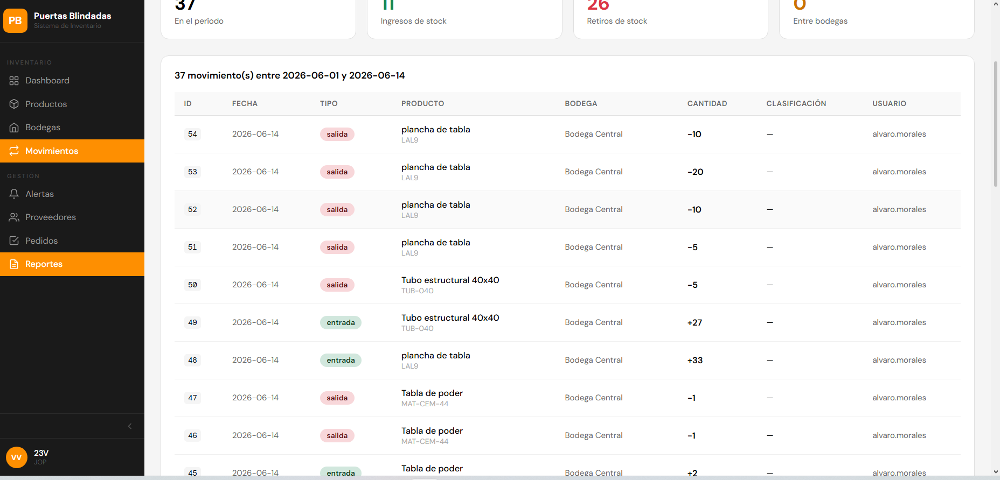 PB
Puertas Blindadas
Sistema de Inventario
INVENTARIO
Dashboard
Productos
Bodegas
Movimientos
GESTIÓN
Alertas
Proveedores
Pedidos
Reportes
VV
23V
JOP
37
En el período
11
Ingresos de stock
26
Retiros de stock
0
Entre bodegas
37 movimiento(s) entre 2026-06-01 y 2026-06-14
ID FECHA TIPO PRODUCTO BODEGA CANTIDAD CLASIFICACIÓN USUARIO
54 2026-06-14 salida plancha de tabla Bodega Central -10 — alvaro.morales
LAL9
53 2026-06-14 salida plancha de tabla Bodega Central -20 — alvaro.morales
LAL9
52 2026-06-14 salida plancha de tabla Bodega Central -10 — alvaro.morales
LAL9
51 2026-06-14 salida plancha de tabla Bodega Central -5 — alvaro.morales
LAL9
50 2026-06-14 salida Tubo estructural 40x40 Bodega Central -5 — alvaro.morales
TUB-040
49 2026-06-14 entrada Tubo estructural 40x40 Bodega Central +27 — alvaro.morales
TUB-040
48 2026-06-14 entrada plancha de tabla Bodega Central +33 — alvaro.morales
LAL9
47 2026-06-14 salida Tabla de poder Bodega Central -1 — alvaro.morales
MAT-CEM-44
46 2026-06-14 salida Tabla de poder Bodega Central -1 — alvaro.morales
MAT-CEM-44
45 2026-06-14 entrada Tabla de poder Bodega Central +2 — alvaro.morales